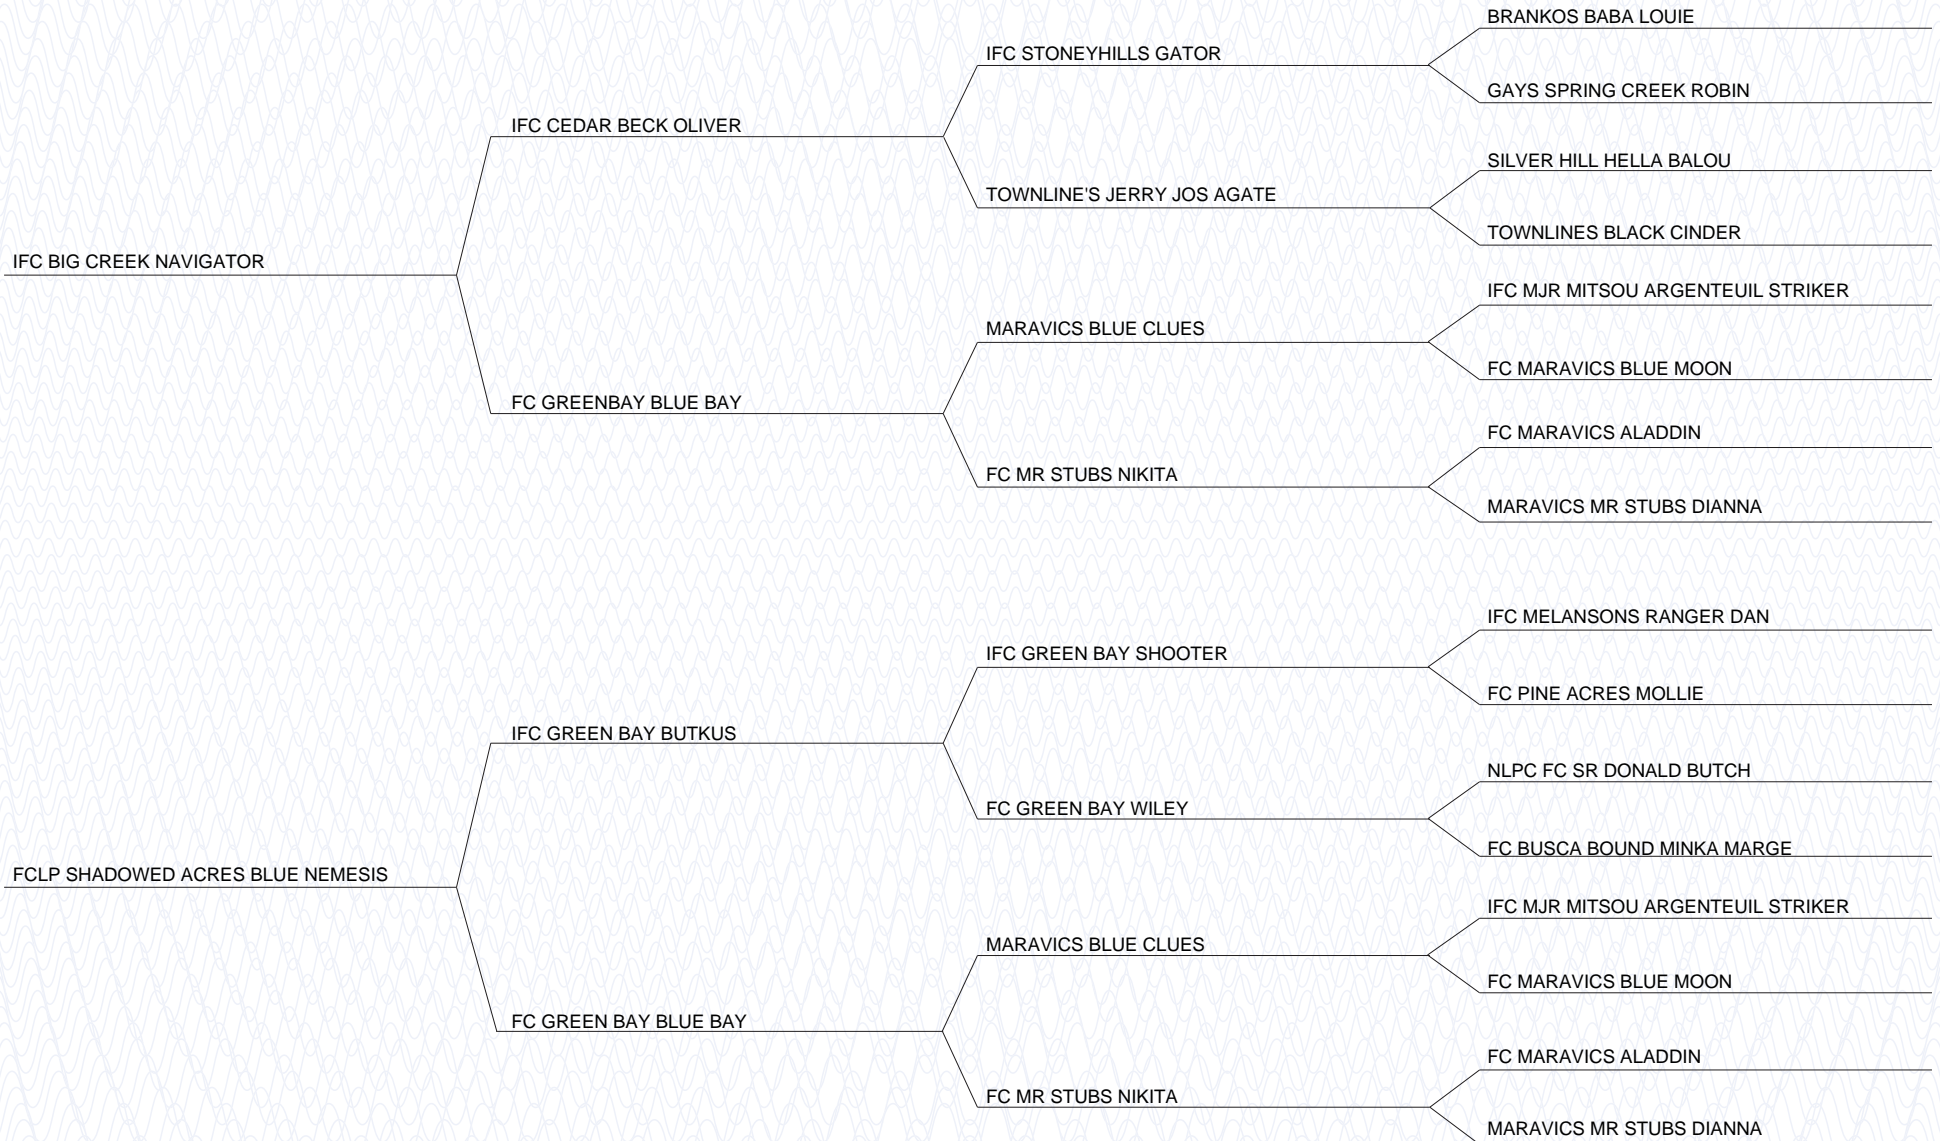 BRANKOS BABA LOUIE
IFC STONEYHILLS GATOR
GAYS SPRING CREEK ROBIN
IFC CEDAR BECK OLIVER
SILVER HILL HELLA BALOU
TOWNLINE'S JERRY JOS AGATE
TOWNLINES BLACK CINDER
IFC BIG CREEK NAVIGATOR
IFC MJR MITSOU ARGENTEUIL STRIKER
MARAVICS BLUE CLUES
FC MARAVICS BLUE MOON
FC GREENBAY BLUE BAY
FC MARAVICS ALADDIN
FC MR STUBS NIKITA
MARAVICS MR STUBS DIANNA
IFC MELANSONS RANGER DAN
IFC GREEN BAY SHOOTER
FC PINE ACRES MOLLIE
IFC GREEN BAY BUTKUS
NLPC FC SR DONALD BUTCH
FC GREEN BAY WILEY
FC BUSCA BOUND MINKA MARGE
FCLP SHADOWED ACRES BLUE NEMESIS
IFC MJR MITSOU ARGENTEUIL STRIKER
MARAVICS BLUE CLUES
FC MARAVICS BLUE MOON
FC GREEN BAY BLUE BAY
FC MARAVICS ALADDIN
FC MR STUBS NIKITA
MARAVICS MR STUBS DIANNA